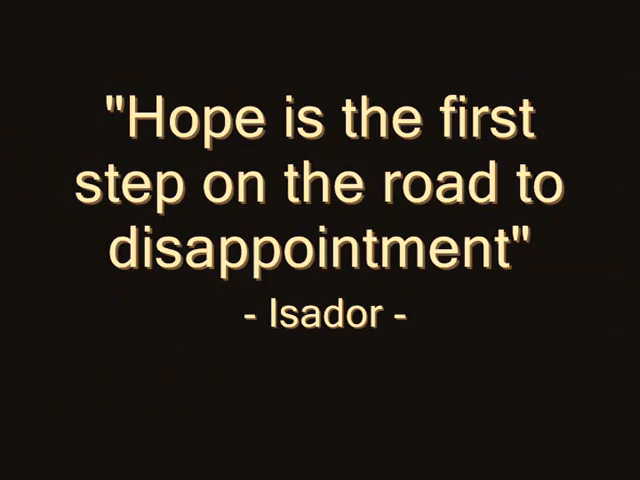 "Hope is the first
step on the road to
disappointment"
- Isador -